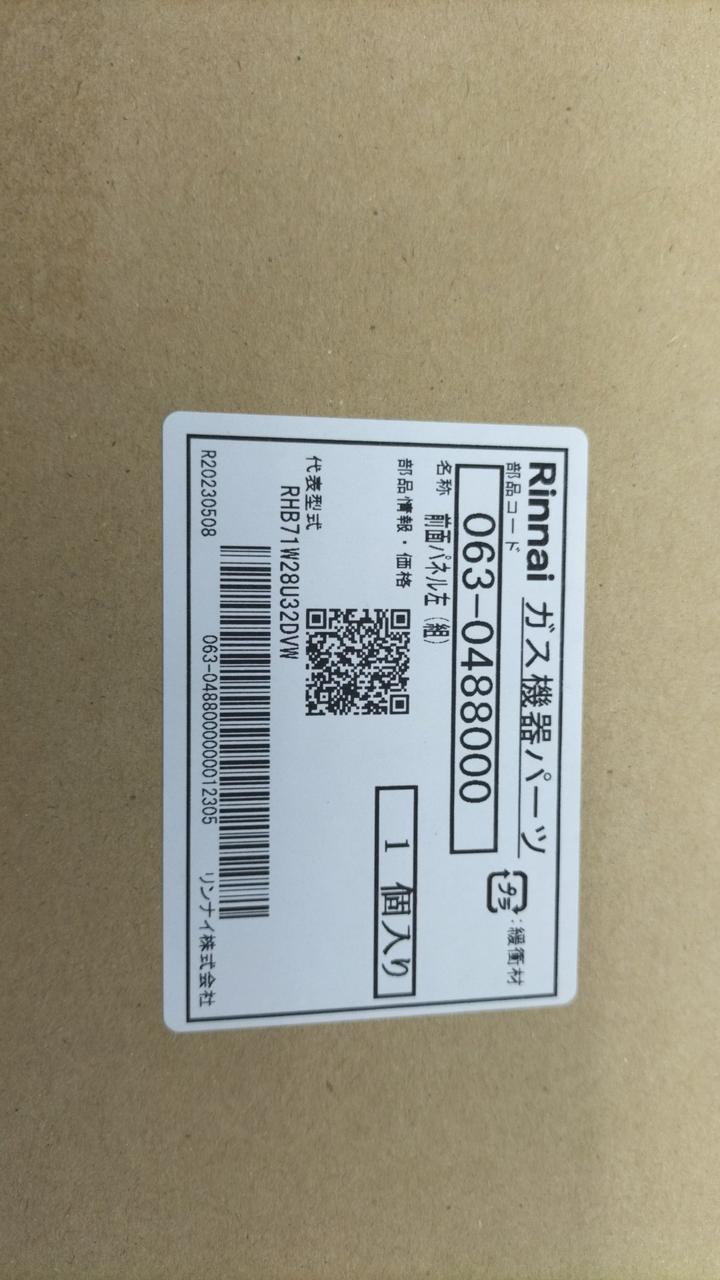 Rinnai ガス機器パーツ
部品コード
プラ:緩衝材
063-0488000
名称 前面パネル左(組)
部品情報・価格
1 個入り
代表型式
RHB71W28U32DVW
063-0488000000012305
R20230508
リンナイ株式会社